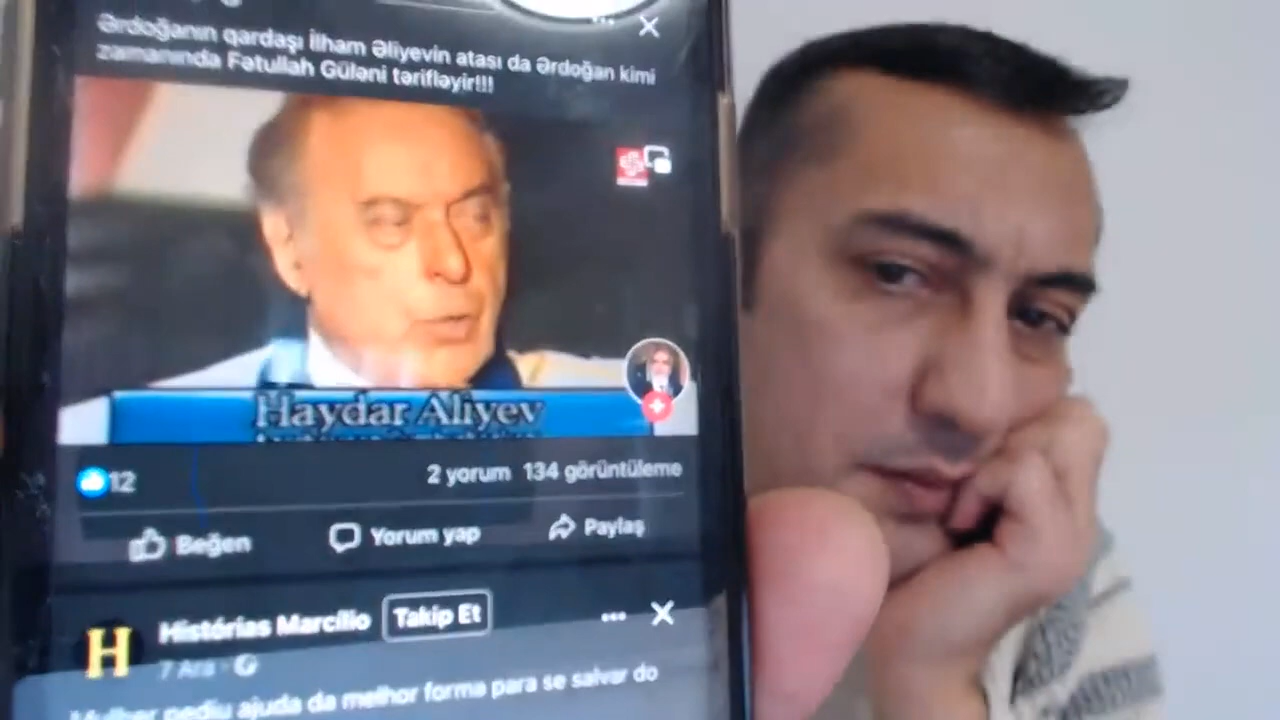 Ərdoğanın qardaşı İlham Əliyevin atası da Ərdoğan kimi
zamanında Fətullah Güləni tərifləyir!!!
Haydar Aliyev
12
2 yorum 134 görüntüleme
Beğen
Yorum yap
Paylaş
H
Histórias Marcílio
Takip Et
7 Ara
Mulher pediu ajuda da melhor forma para se salvar do